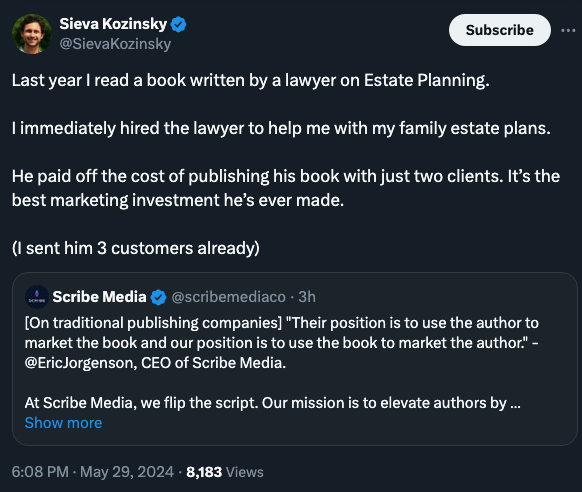 Sieva Kozinsky
@SievaKozinsky
Subscribe
Last year I read a book written by a lawyer on Estate Planning.
I immediately hired the lawyer to help me with my family estate plans.
He paid off the cost of publishing his book with just two clients. It’s the
best marketing investment he’s ever made.
(I sent him 3 customers already)
Scribe Media @scribemediaco · 3h
[On traditional publishing companies] "Their position is to use the author to
market the book and our position is to use the book to market the author." -
@EricJorgenson, CEO of Scribe Media.
At Scribe Media, we flip the script. Our mission is to elevate authors by ...
Show more
6:08 PM · May 29, 2024 · 8,183 Views